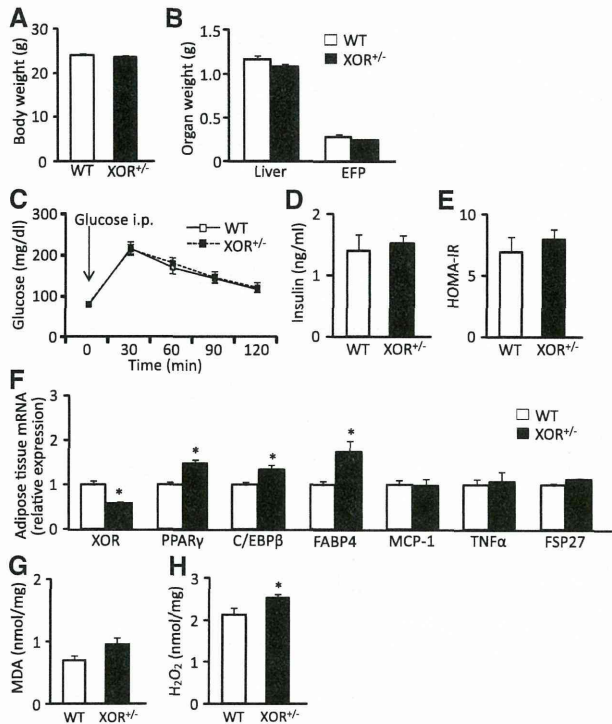 A
Body weight (g)
30
20
10
0
WT XOR+/-
B
Organ weight (g)
1.5
1.0
0.5
0
Liver EFP
WT
XOR+/-
C
Glucose (mg/dl)
300
200
100
0
Glucose i.p.
WT
XOR+/-
0 30 60 90 120
Time (min)
D
Insulin (ng/ml)
2
1
0
WT XOR+/-
E
HOMA-IR
10
5
0
WT XOR+/-
F
Adipose tissue mRNA
(relative expression)
3
2
1
0
WT
XOR+/-
*
*
*
*
XOR PPARγ C/EBPβ FABP4 MCP-1 TNFα FSP27
G
MDA (nmol/mg)
2
1
0
WT XOR+/-
H
H₂O₂ (nmol/mg)
3
2
1
0
*
WT XOR+/-